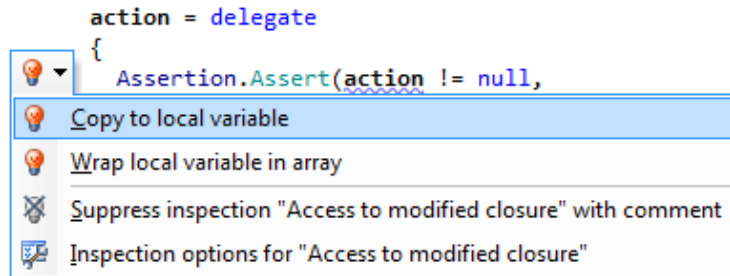 action = delegate
{
Assertion.Assert(action != null,
Copy to local variable
Wrap local variable in array
Suppress inspection "Access to modified closure" with comment
Inspection options for "Access to modified closure"